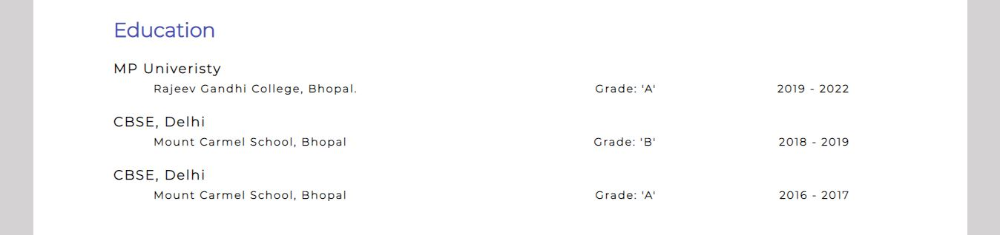 Education
MP Univeristy
Rajeev Gandhi College, Bhopal. Grade: 'A' 2019 - 2022
CBSE, Delhi
Mount Carmel School, Bhopal Grade: 'B' 2018 - 2019
CBSE, Delhi
Mount Carmel School, Bhopal Grade: 'A' 2016 - 2017